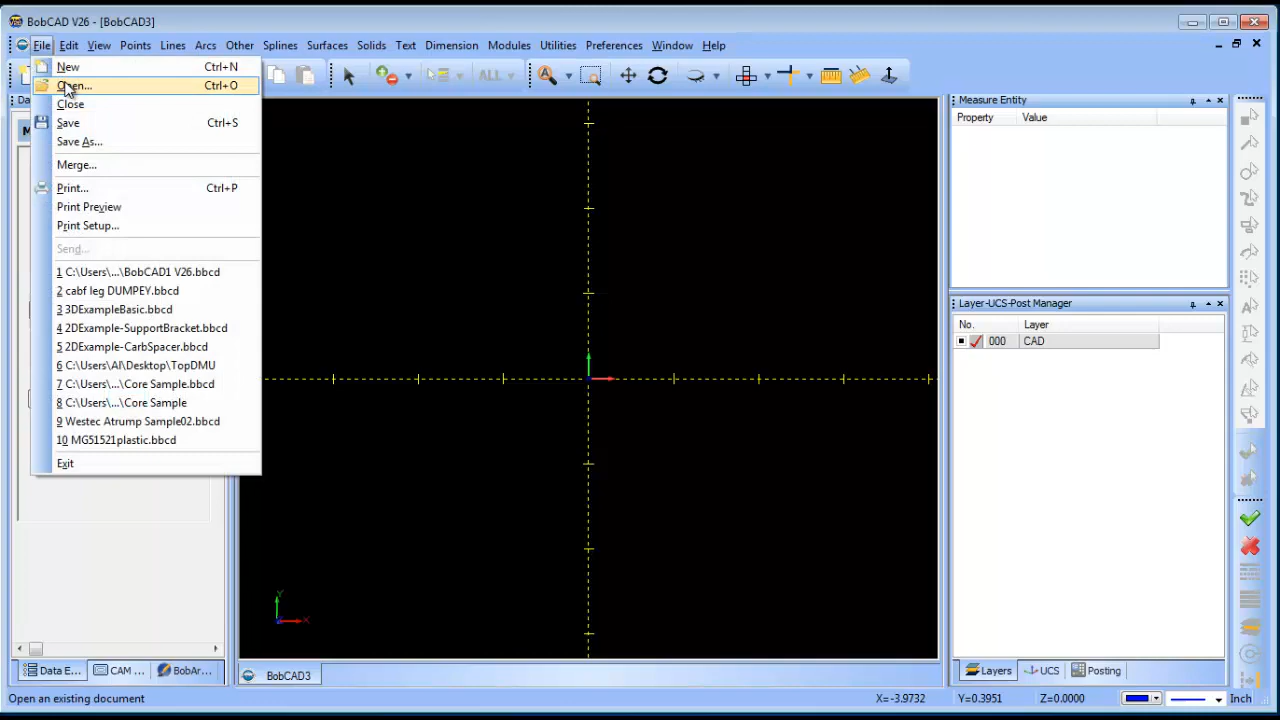 BobCAD V26 - [BobCAD3]
File Edit View Points Lines Arcs Other Splines Surfaces Solids Text Dimension Modules Utilities Preferences Window Help
New Ctrl+N
Open... Ctrl+O
Close
Save Ctrl+S
Save As...
Merge...
Print... Ctrl+P
Print Preview
Print Setup...
Send...
1 C:\Users\...\BobCAD1 V26.bbcd
2 cabf leg DUMPEY.bbcd
3 3DExampleBasic.bbcd
4 2DExample-SupportBracket.bbcd
5 2DExample-CarbSpacer.bbcd
6 C:\Users\Al\Desktop\TopDMU
7 C:\Users\...\Core Sample.bbcd
8 C:\Users\...\Core Sample
9 Westec Atrump Sample02.bbcd
10 MG51521plastic.bbcd
Exit
ALL
Da
M
Y
X
Measure Entity
Property Value
Layer-UCS-Post Manager
No. Layer
000 CAD
Data E... CAM ... BobAr...
BobCAD3
Layers UCS Posting
Open an existing document
X=-3.9732 Y=0.3951 Z=0.0000 Inch